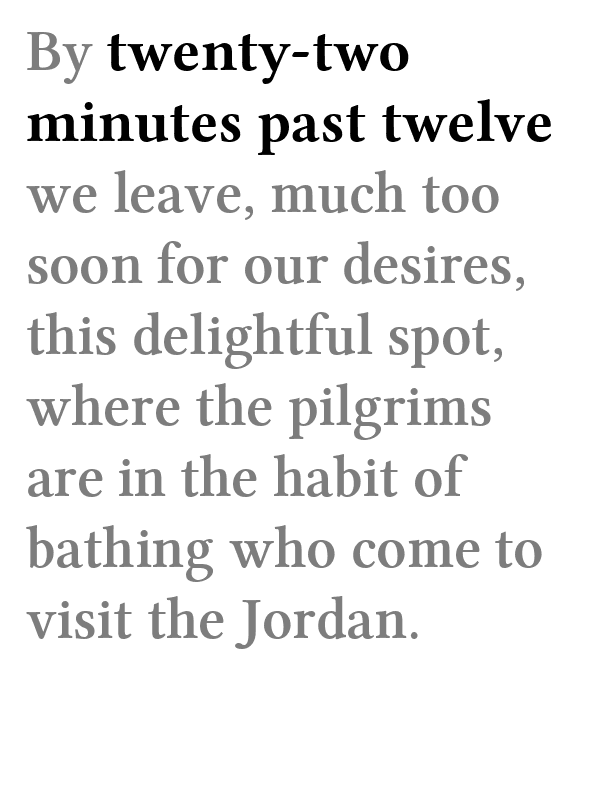 By twenty-two
minutes past twelve
we leave, much too
soon for our desires,
this delightful spot,
where the pilgrims
are in the habit of
bathing who come to
visit the Jordan.